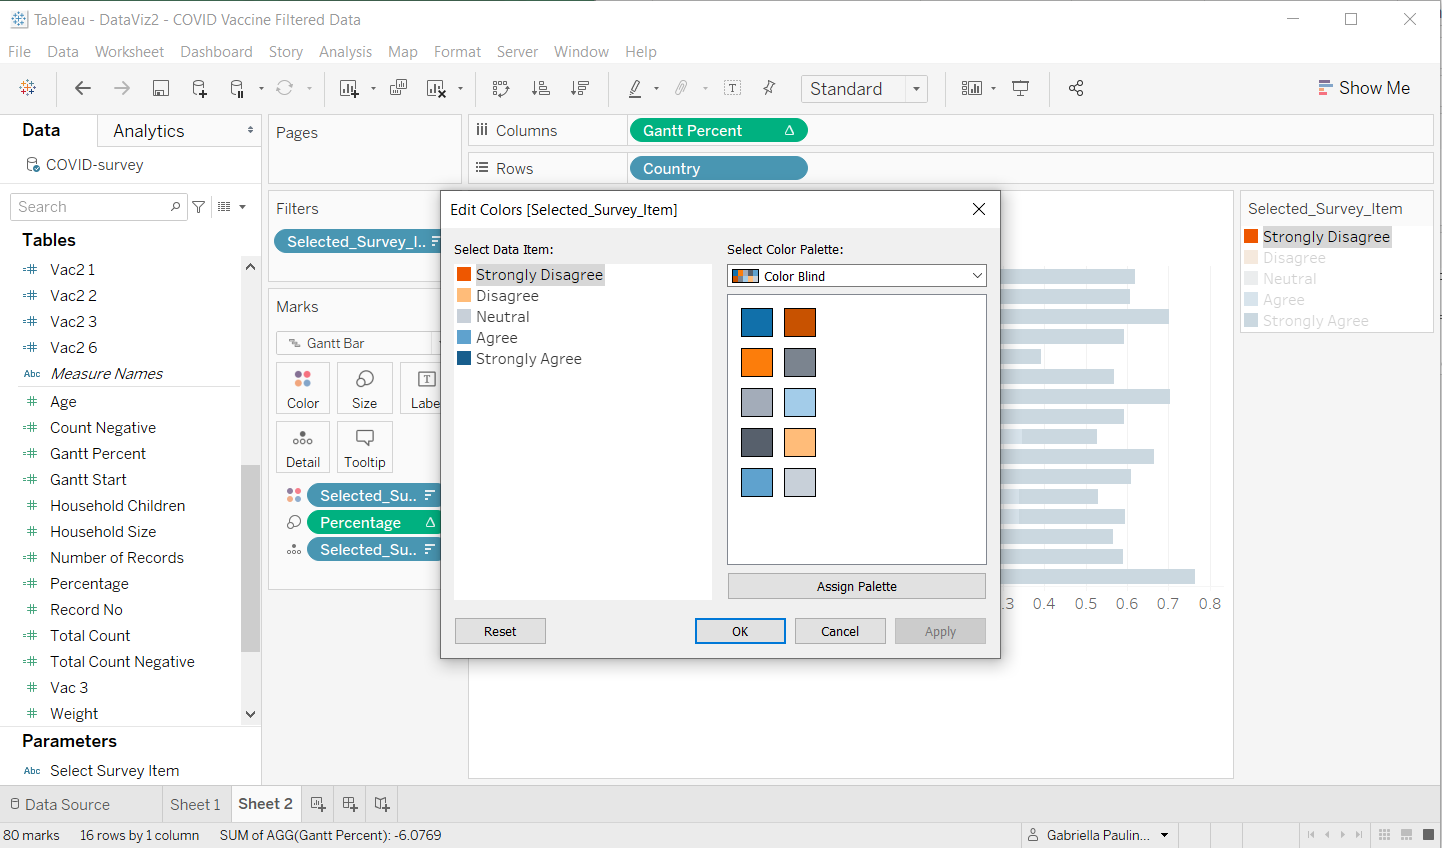 Tableau - DataViz2 - COVID Vaccine Filtered Data
File Data Worksheet Dashboard Story Analysis Map Format Server Window Help
Standard
Show Me
Data
Analytics
COVID-survey
Search
Tables
Vac2 1
Vac2 2
Vac2 3
Vac2 6
Abc Measure Names
Age
Count Negative
Gantt Percent
Gantt Start
Household Children
Household Size
Number of Records
Percentage
Record No
Total Count
Total Count Negative
Vac 3
Weight
Parameters
Abc Select Survey Item
Pages
Filters
Selected_Survey_I..
Marks
Gantt Bar
Color
Size
Labe
Detail
Tooltip
Selected_Su..
Percentage Δ
Selected_Su..
Columns
Gantt Percent Δ
Rows
Country
Edit Colors [Selected_Survey_Item]
Select Data Item:
Strongly Disagree
Disagree
Neutral
Agree
Strongly Agree
Select Color Palette:
Color Blind
Assign Palette
Reset
OK
Cancel
Apply
.3 0.4 0.5 0.6 0.7 0.8
Selected_Survey_Item
Strongly Disagree
Disagree
Neutral
Agree
Strongly Agree
Data Source
Sheet 1
Sheet 2
80 marks
16 rows by 1 column
SUM of AGG(Gantt Percent): -6.0769
Gabriella Paulin...